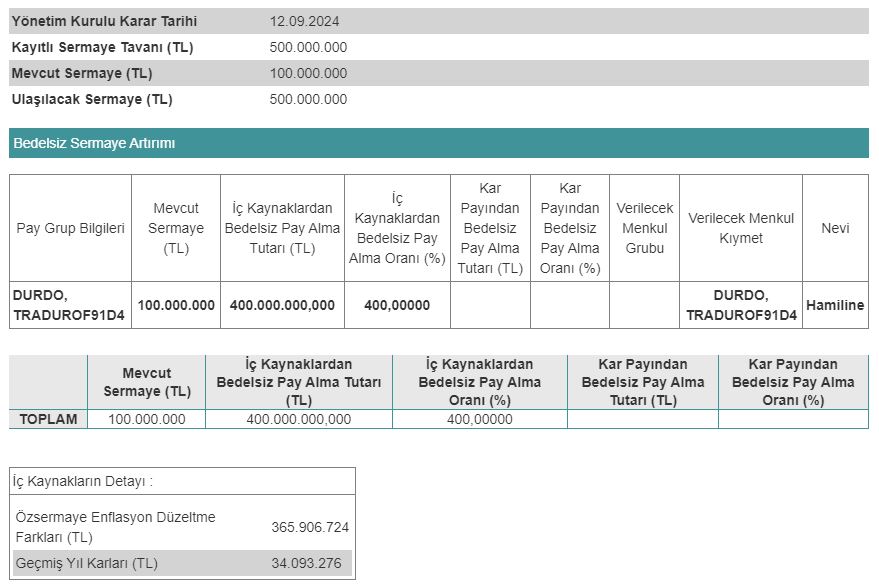 Yönetim Kurulu Karar Tarihi 12.09.2024
Kayıtlı Sermaye Tavanı (TL) 500.000.000
Mevcut Sermaye (TL) 100.000.000
Ulaşılacak Sermaye (TL) 500.000.000
Bedelsiz Sermaye Artırımı
Pay Grup Bilgileri
Mevcut
Sermaye
(TL)
İç Kaynaklardan
Bedelsiz Pay Alma
Tutarı (TL)
İç
Kaynaklardan
Bedelsiz Pay
Alma Oranı (%)
Kar
Payından
Bedelsiz
Pay Alma
Tutarı (TL)
Kar
Payından
Bedelsiz
Pay Alma
Oranı (%)
Verilecek
Menkul
Grubu
Verilecek Menkul
Kıymet
Nevi
DURDO,
TRADUROF91D4
100.000.000
400.000.000,000
400,00000
DURDO,
TRADUROF91D4
Hamiline
Mevcut
Sermaye (TL)
İç Kaynaklardan
Bedelsiz Pay Alma Tutarı
(TL)
İç Kaynaklardan
Bedelsiz Pay Alma
Oranı (%)
Kar Payından
Bedelsiz Pay Alma
Tutarı (TL)
Kar Payından
Bedelsiz Pay Alma
Oranı (%)
TOPLAM 100.000.000 400.000.000,000 400,00000
İç Kaynakların Detayı :
Özsermaye Enflasyon Düzeltme
Farkları (TL)
365.906.724
Geçmiş Yıl Karları (TL) 34.093.276